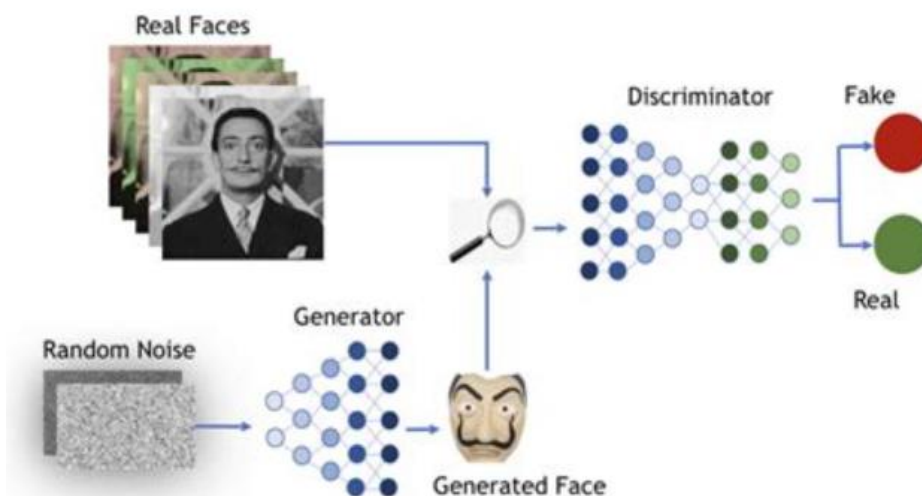 Real Faces
Discriminator
Fake
Real
Generator
Random Noise
Generated Face